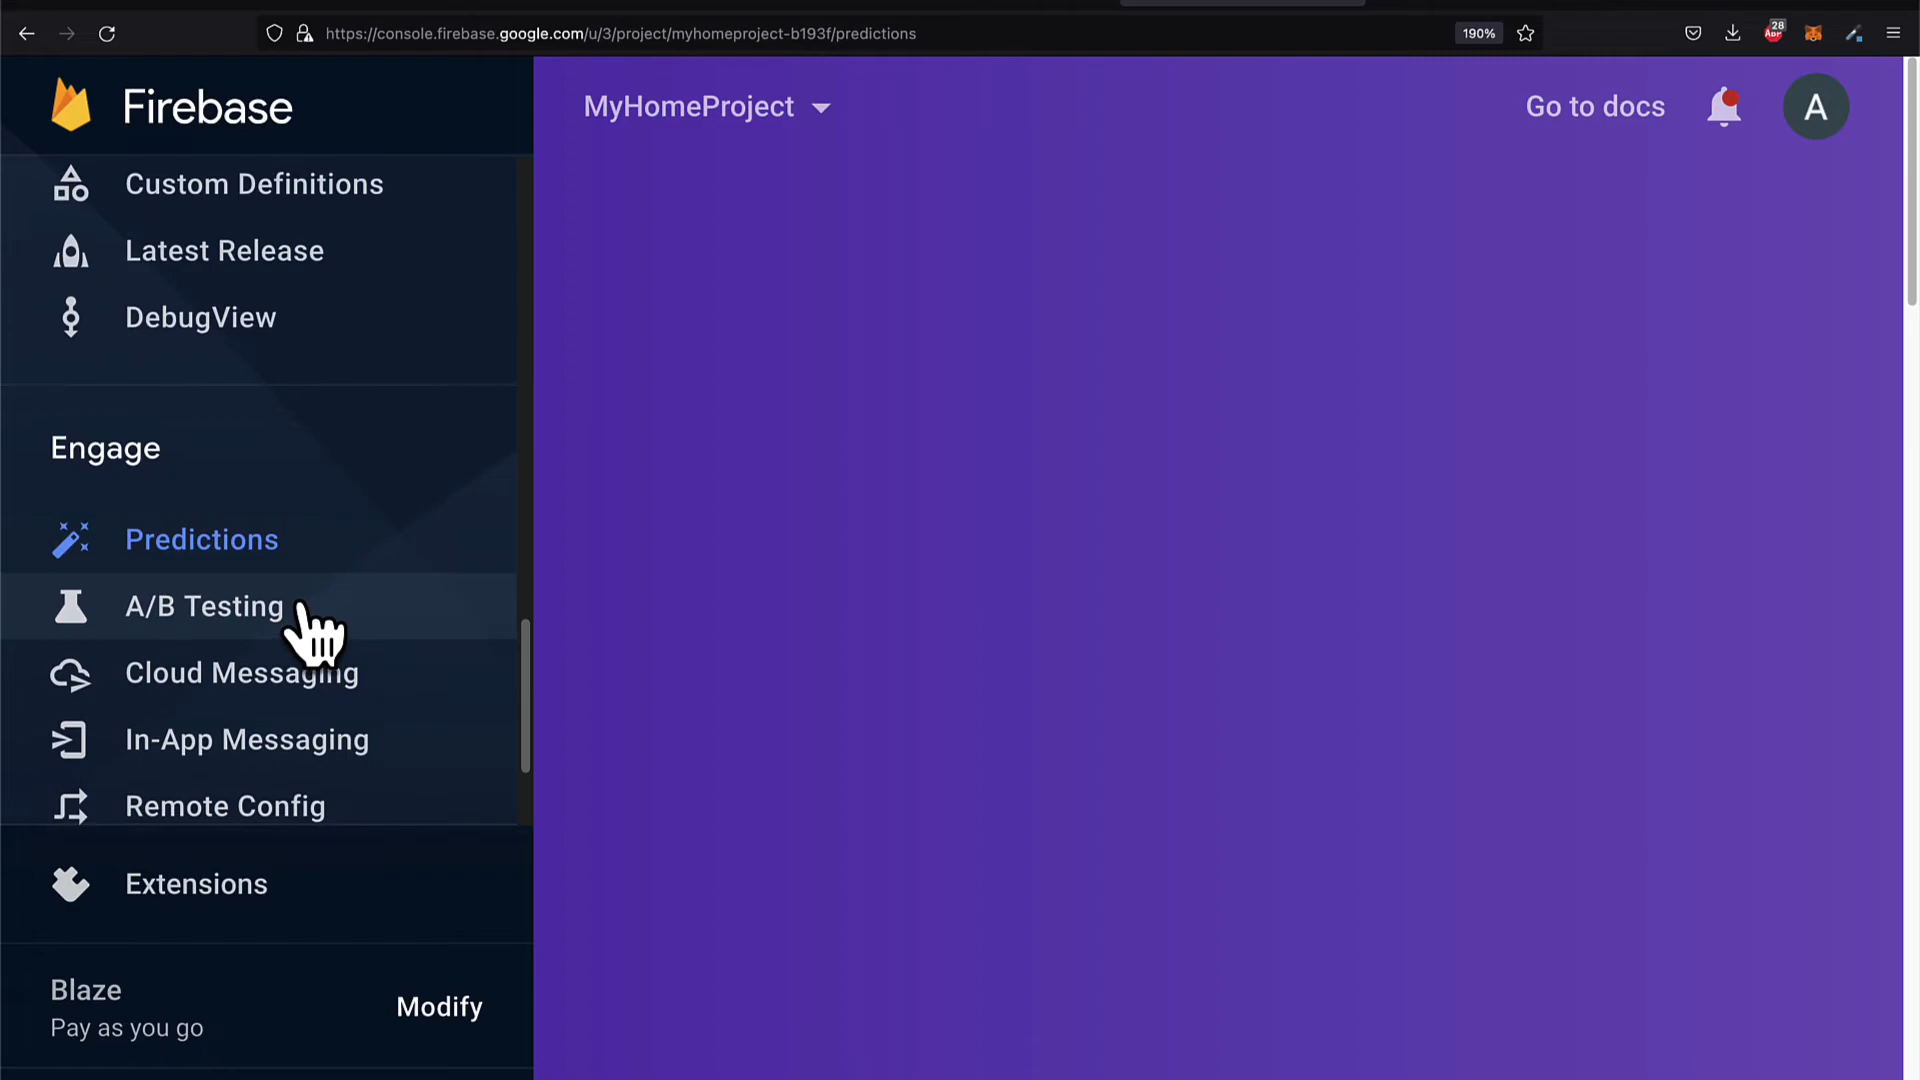 https://console.firebase.google.com/u/3/project/myhomeproject-b193f/predictions
190%
28
ABP
Firebase
MyHomeProject
Go to docs
A
Custom Definitions
Latest Release
DebugView
Engage
Predictions
A/B Testing
Cloud Messaging
In-App Messaging
Remote Config
Extensions
Blaze
Modify
Pay as you go